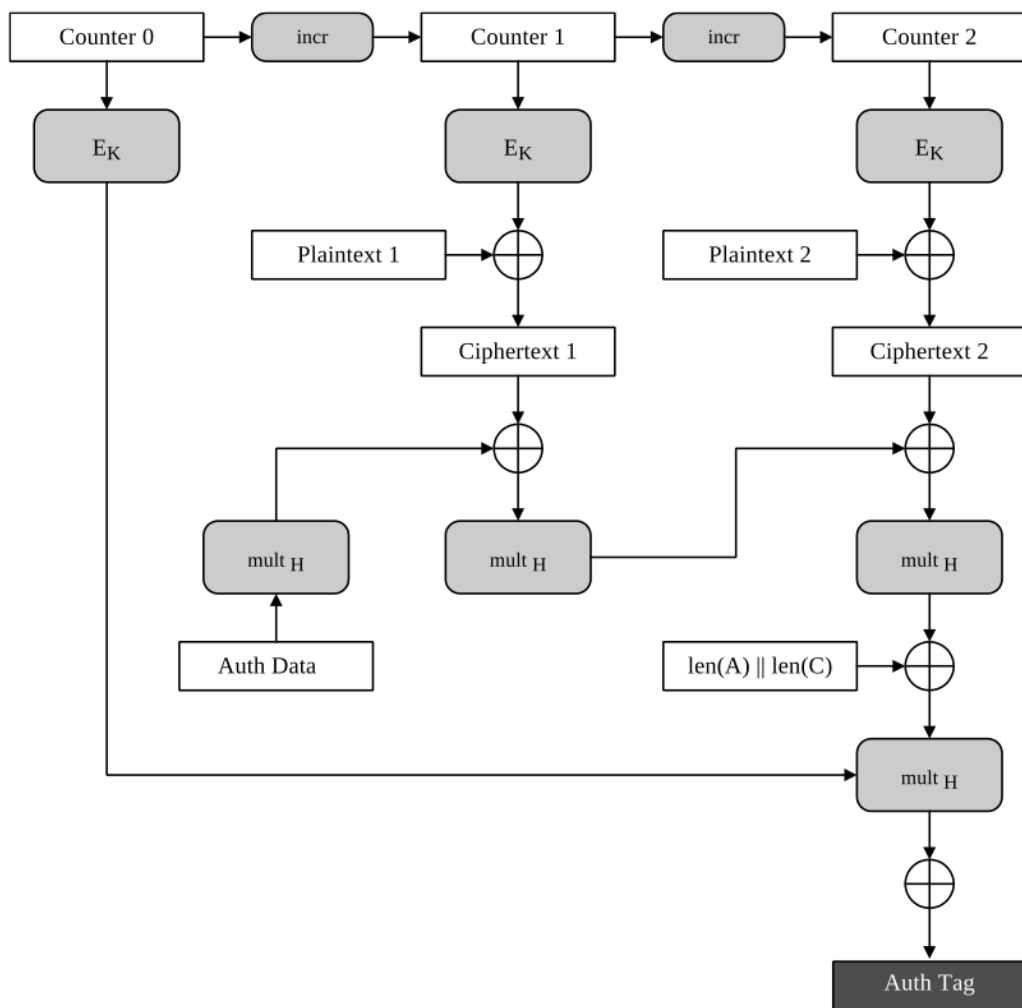 Counter 0
incr
Counter 1
incr
Counter 2
E_K
E_K
E_K
Plaintext 1
Plaintext 2
Ciphertext 1
Ciphertext 2
mult_H
mult_H
mult_H
Auth Data
len(A) || len(C)
mult_H
Auth Tag